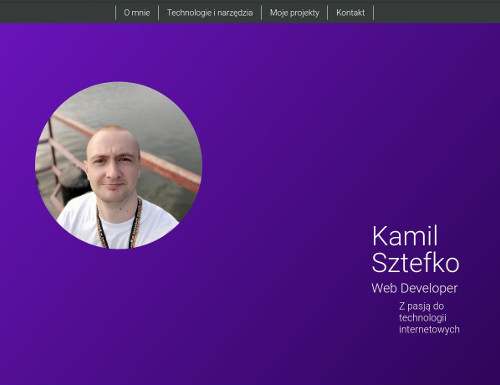 O mnie
Technologie i narzędzia
Moje projekty
Kontakt
Kamil
Sztefko
Web Developer
Z pasją do
technologii
internetowych